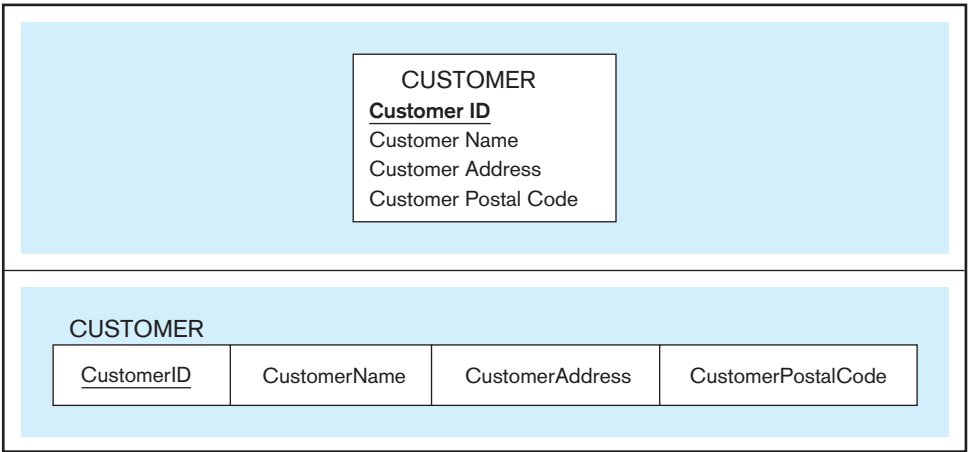 CUSTOMER
Customer ID
Customer Name
Customer Address
Customer Postal Code
CUSTOMER
CustomerID CustomerName CustomerAddress CustomerPostalCode